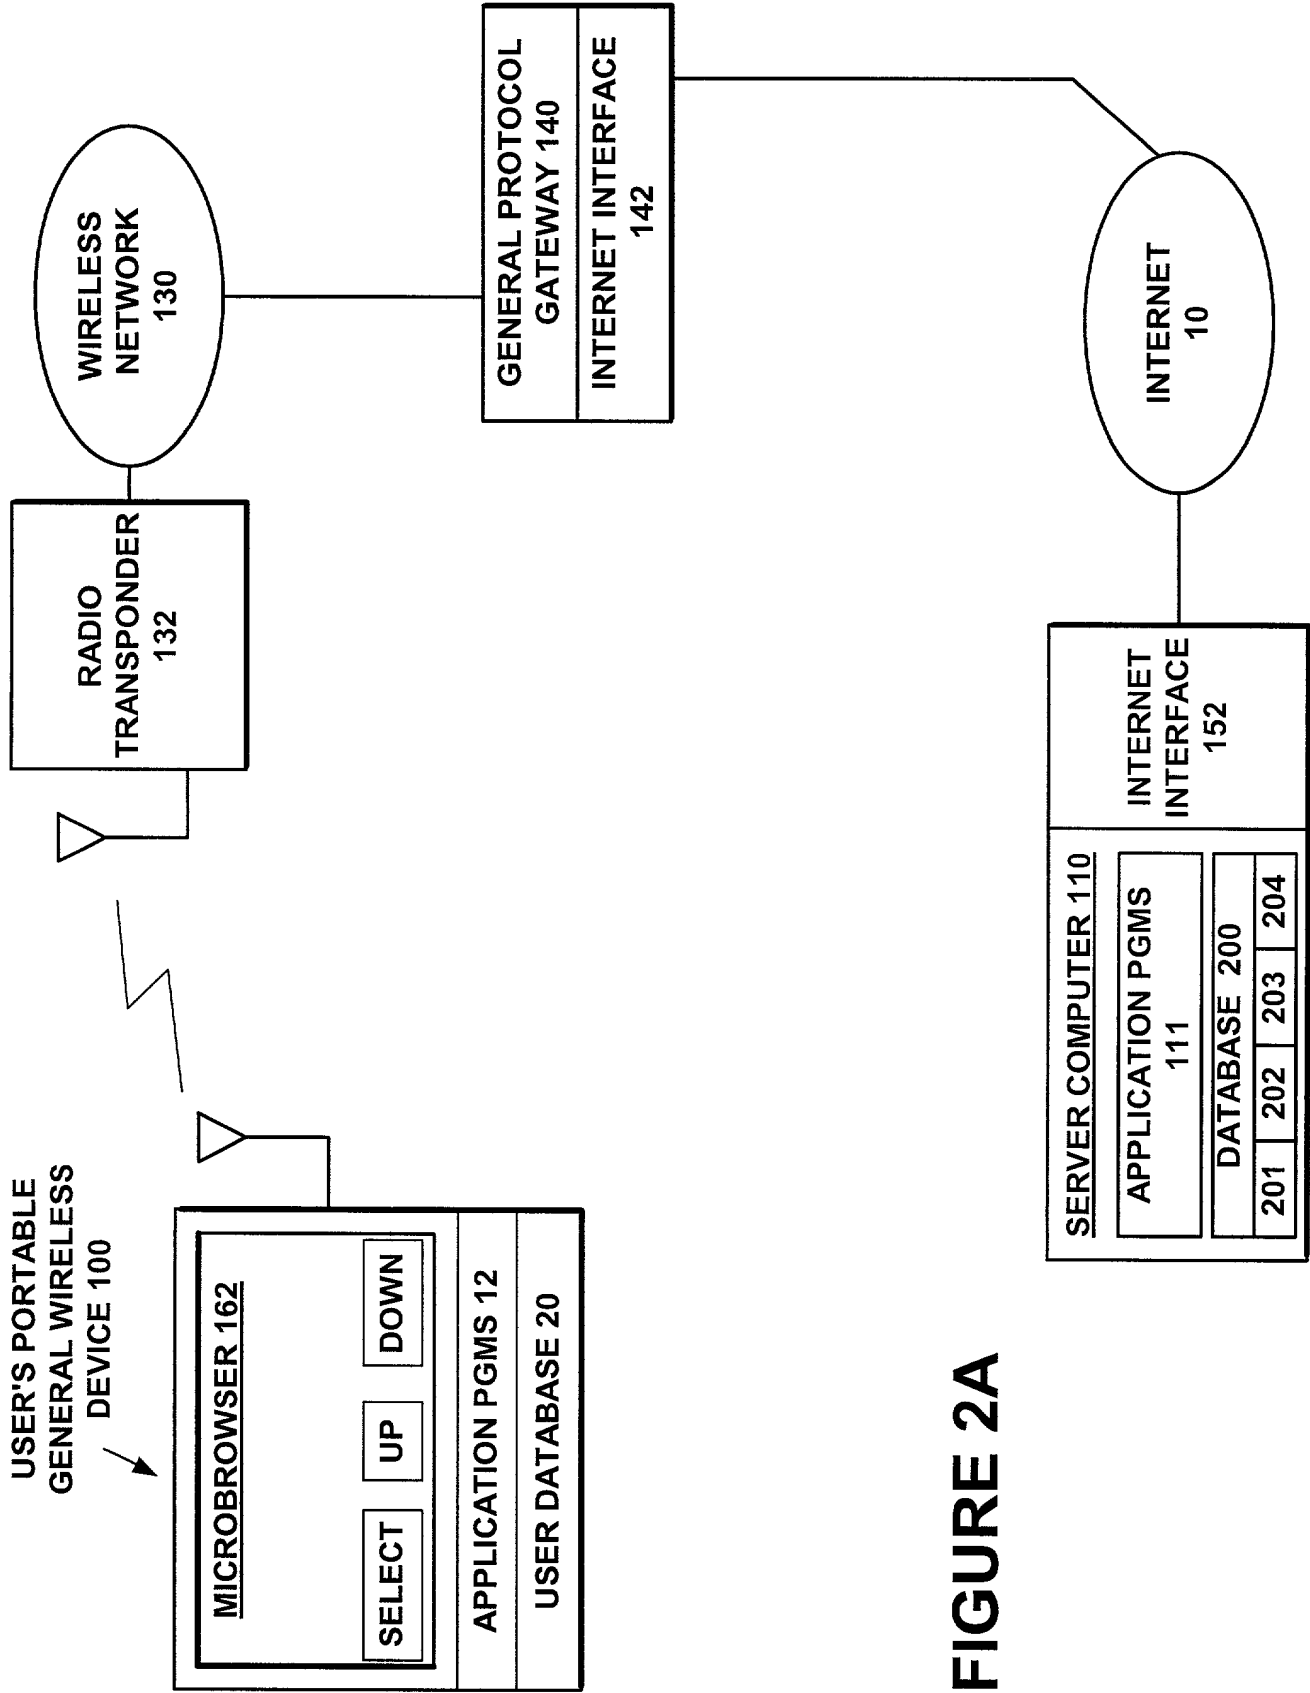 USER'S PORTABLE
GENERAL WIRELESS
DEVICE 100
MICROBROWSER 162
SELECT
UP
DOWN
APPLICATION PGMS 12
USER DATABASE 20
RADIO
TRANSPONDER
132
WIRELESS
NETWORK
130
GENERAL PROTOCOL
GATEWAY 140
INTERNET INTERFACE
142
SERVER COMPUTER 110
APPLICATION PGMS
111
DATABASE 200
201 202 203 204
INTERNET
INTERFACE
152
INTERNET
10
FIGURE 2A